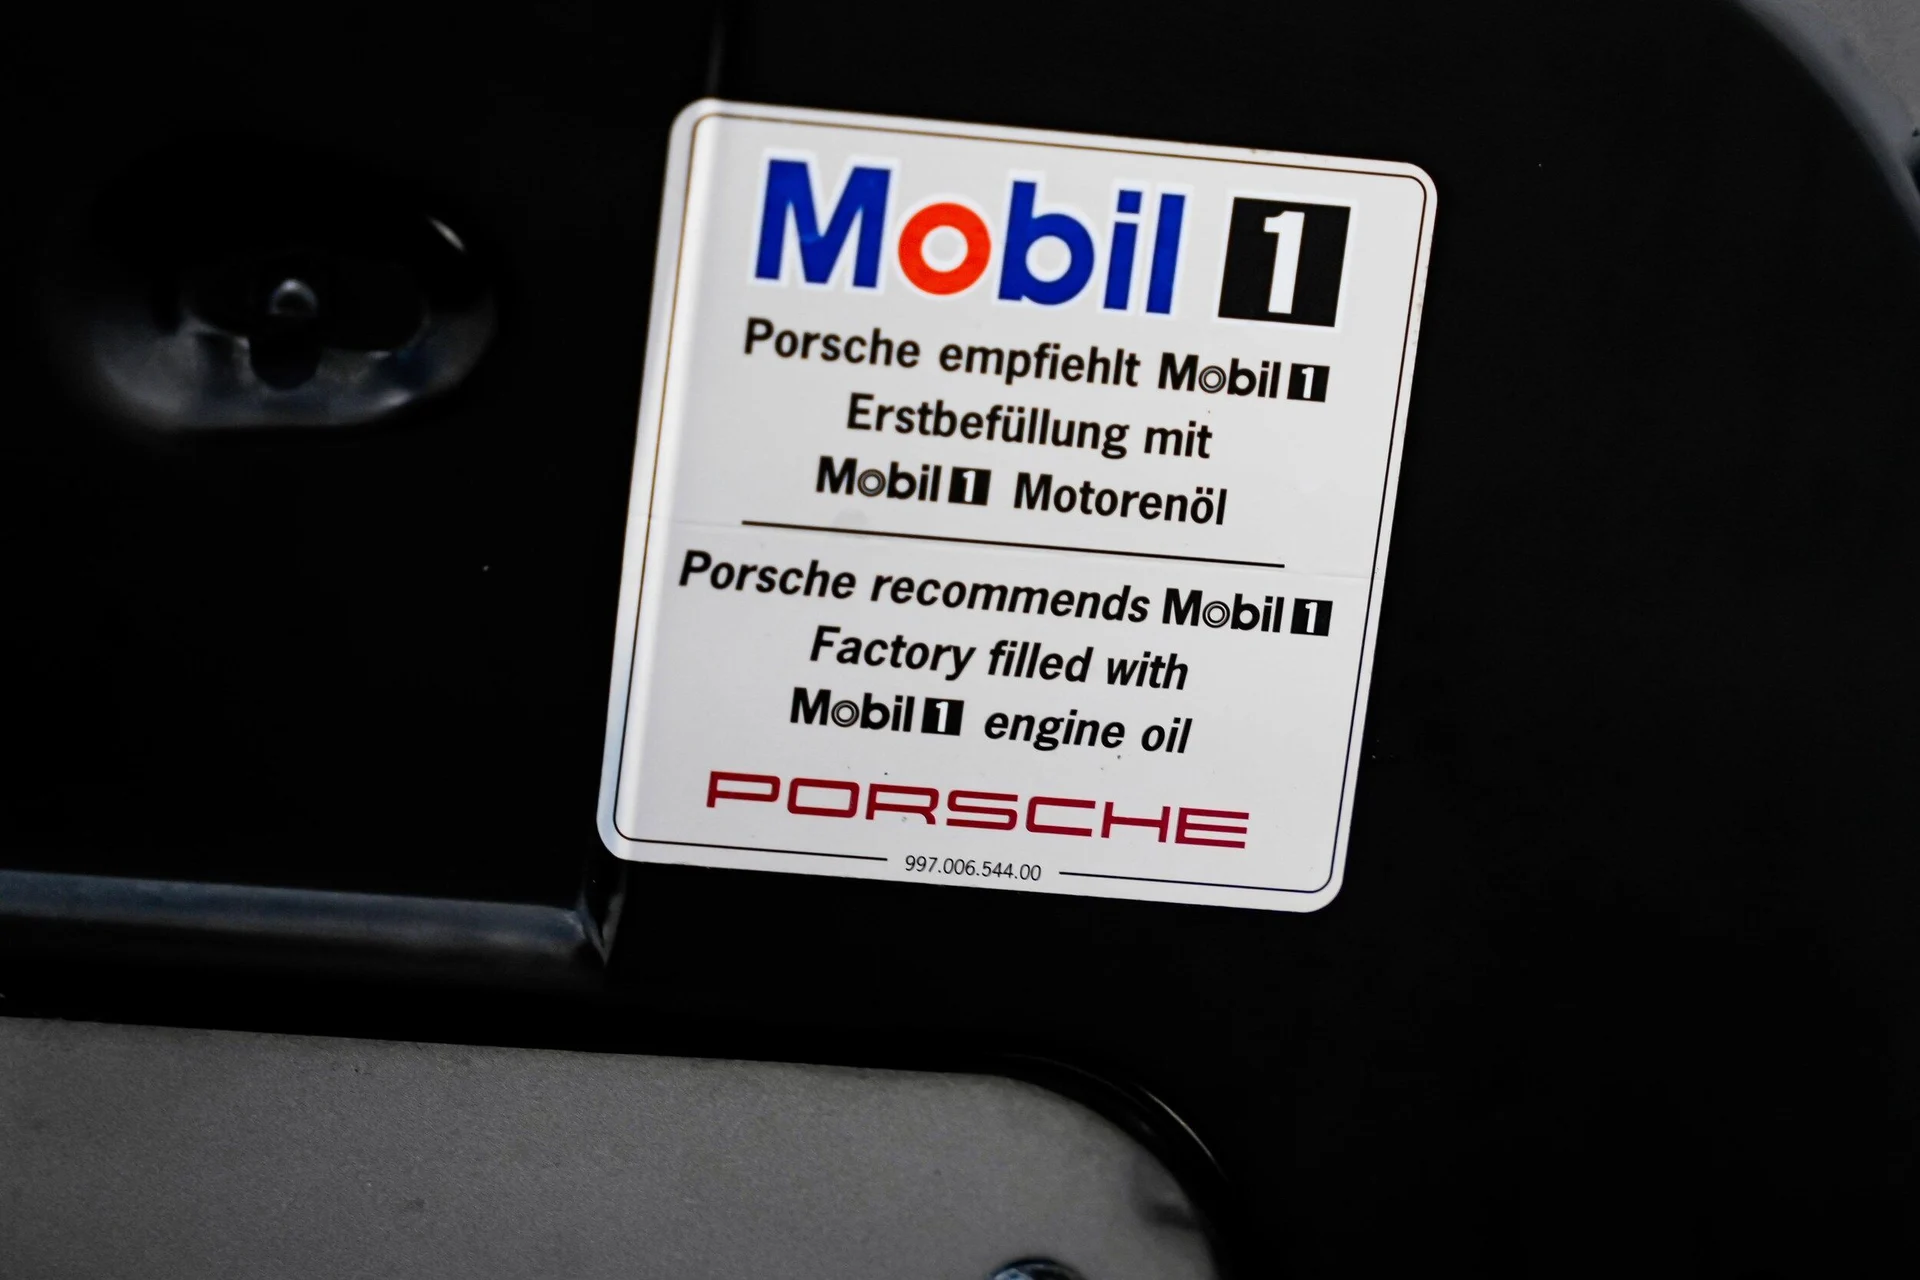 Mobil 1
Porsche empfiehlt Mobil 1
Erstbefüllung mit
Mobil 1 Motorenöl
Porsche recommends Mobil 1
Factory filled with
Mobil 1 engine oil
PORSCHE
997.006.544.00